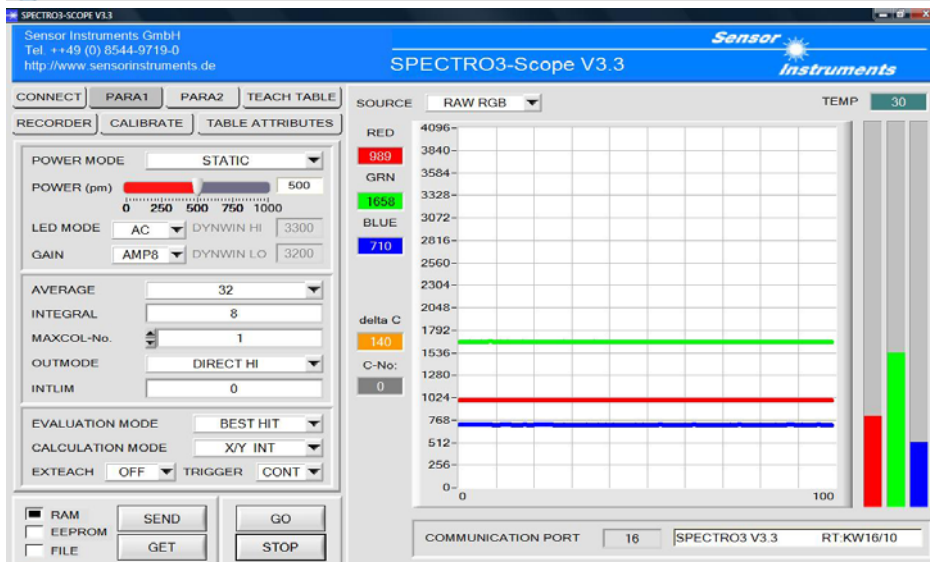 SPECTRO3-SCOPE V3.3
Sensor Instruments GmbH
Tel. ++49 (0) 8544-9719-0
http://www.sensorinstruments.de
SPECTRO3-Scope V3.3
Sensor
Instruments
CONNECT PARA1 PARA2 TEACH TABLE
RECORDER CALIBRATE TABLE ATTRIBUTES
POWER MODE STATIC
POWER (pm) 500
0 250 500 750 1000
LED MODE AC DYNWIN HI 3300
GAIN AMP8 DYNWIN LO 3200
AVERAGE 32
INTEGRAL 8
MAXCOL-No. 1
OUTMODE DIRECT HI
INTLIM 0
EVALUATION MODE BEST HIT
CALCULATION MODE X/Y INT
EXTEACH OFF TRIGGER CONT
RAM
EEPROM
FILE
SEND GO
GET STOP
SOURCE RAW RGB TEMP 30
RED
989
GRN
1658
BLUE
710
delta C
140
C-No:
0
4096
3840
3584
3328
3072
2816
2560
2304
2048
1792
1536
1280
1024
768
512
256
0
0 100
COMMUNICATION PORT 16 SPECTRO3 V3.3 RT:KW16/10